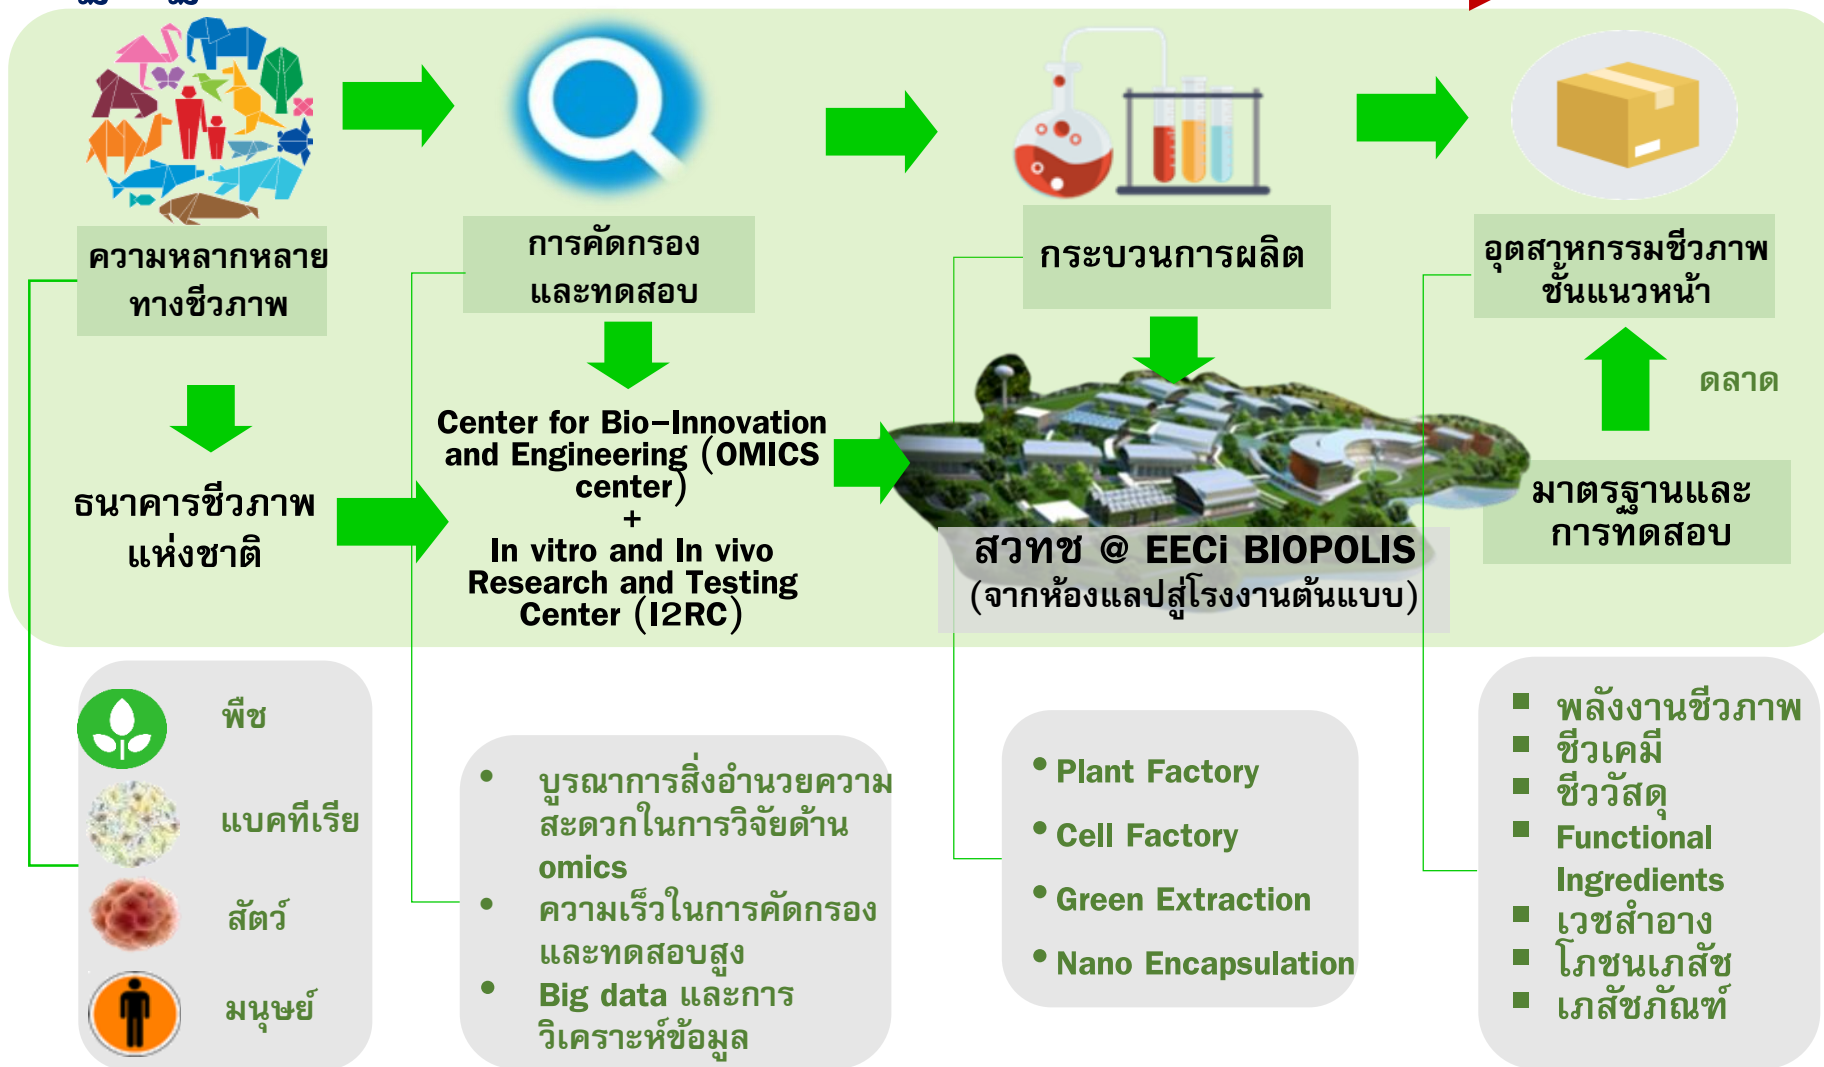 ความหลากหลาย
ทางชีวภาพ
การคัดกรอง
และทดสอบ
กระบวนการผลิต
อุตสาหกรรมชีวภาพ
ชั้นแนวหน้า
ธนาคารชีวภาพ
แห่งชาติ
Center for Bio-Innovation
and Engineering (OMICS
center)
+
In vitro and In vivo
Research and Testing
Center (I2RC)
สวทช @ EECi BIOPOLIS
(จากห้องแลปสู่โรงงานต้นแบบ)
ตลาด
มาตรฐานและ
การทดสอบ
พืช
แบคทีเรีย
สัตว์
มนุษย์
• บูรณาการสิ่งอำนวยความ
สะดวกในการวิจัยด้าน
omics
• ความเร็วในการคัดกรอง
และทดสอบสูง
• Big data และการ
วิเคราะห์ข้อมูล
• Plant Factory
• Cell Factory
• Green Extraction
• Nano Encapsulation
▪ พลังงานชีวภาพ
▪ ชีวเคมี
▪ ชีววัสดุ
▪ Functional
Ingredients
▪ เวชสำอาง
▪ โภชนเภสัช
▪ เภสัชภัณฑ์